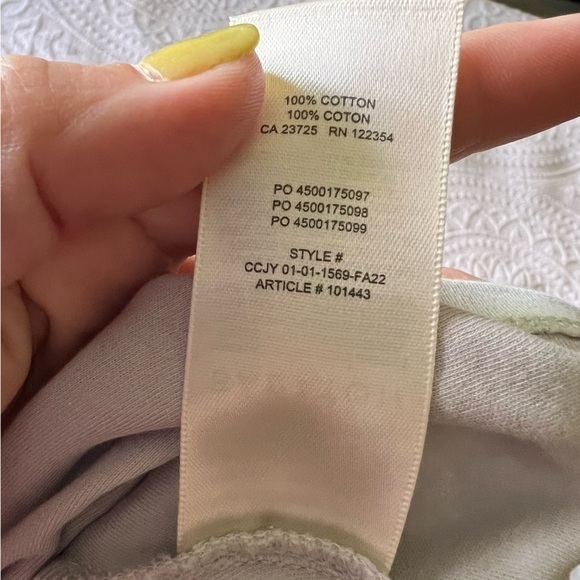 100% COTTON
100% COTON
CA 23725 RN 122354
PO 4500175097
PO 4500175098
PO 4500175099
STYLE #
CCJY 01-01-1569-FA22
ARTICLE # 101443